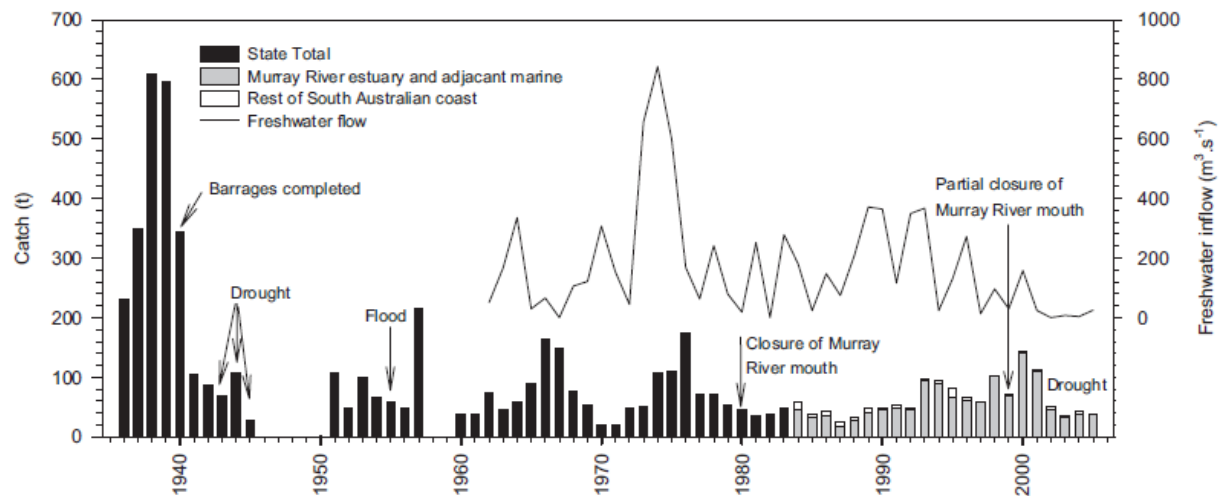 700
600
500
400
300
200
100
0
Catch (t)
State Total
Murray River estuary and adjacant marine
Rest of South Australian coast
Freshwater flow
Barrages completed
Drought
Flood
Closure of Murray
River mouth
Partial closure of
Murray River mouth
Drought
1000
800
600
400
200
0
Freshwater inflow (m³.s⁻¹)
1940
1950
1960
1970
1980
1990
2000